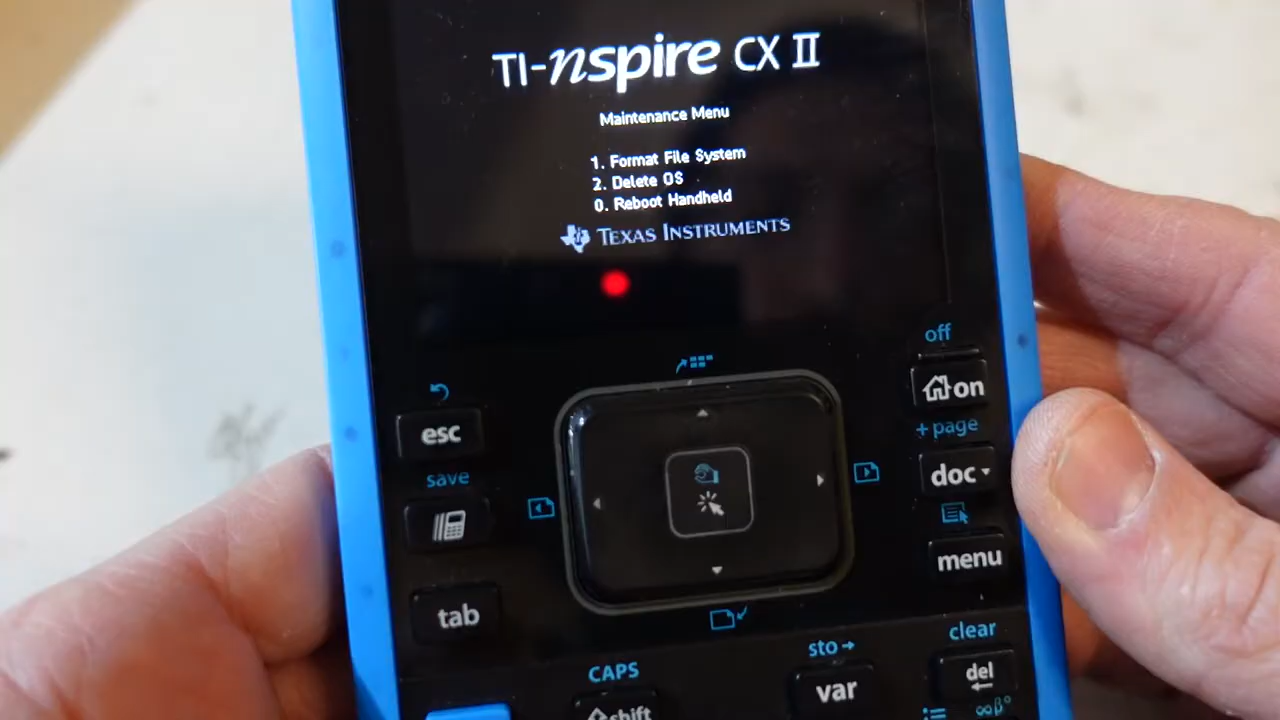 TI-nspire CX II
Maintenance Menu
1. Format File System
2. Delete OS
0. Reboot Handheld
TEXAS INSTRUMENTS
off
on
esc
+ page
save
doc
menu
tab
clear
sto
CAPS
del
var
shift
∞β°